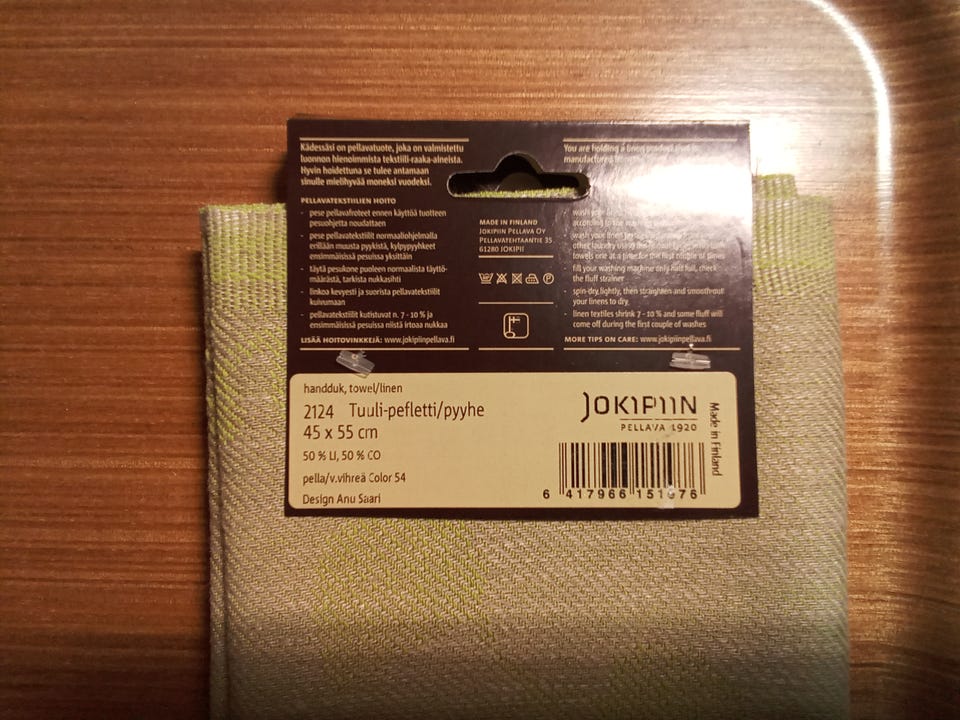 Kädessäsi on pellavatuote, joka on valmistettu
luonnon hienoimmista tekstiili-raaka-aineista.
Hyvin hoidettuna se tulee antamaan
sinulle mielihyvää moneksi vuodeksi.
PELLAVATEKSTIILIEN HOITO
- pese pellavafroteet ennen käyttöä tuotteen
pesuohjetta noudattaen
- pese pellavatekstiilit normaaliohjelmalla
erillään muusta pyykistä, kylpypyyhkeet
ensimmäisissä pesuissa yksittäin
- täytä pesukone puoleen normaalista täyttö-
määrästä, tarkista nukkasihti
- linkoa kevyesti ja suorista pellavatekstiilit
kuivumaan
- pellavatekstiilit kutistuvat n. 7 - 10 % ja
ensimmäisissä pesuissa niistä irtoaa nukkaa
LISÄÄ HOITOVINKKEJÄ: www.jokipiinpellava.fi
MADE IN FINLAND
JOKIPIIN PELLAVA OY
PELLAVATEHTAANTIE 35
61280 JOKIPII
You are holding a linen product
manufactured
- wash your
according to
- wash your linen
other laundry using
towels one at a time for the first couple of times
- fill your washing machine only half full, check
the fluff strainer
- spin-dry lightly, then straighten and smooth out
your linens to dry
- linen textiles shrink 7 - 10 % and some fluff will
come off during the first couple of washes
MORE TIPS ON CARE: www.jokipiinpellava.fi
handduk, towel/linen
2124 Tuuli-pefletti/pyyhe
45 x 55 cm
50 % LI, 50 % CO
pella/v.vihreä Color 54
Design Anu Saari
JOKIPIIN
PELLAVA 1920
Made in Finland
6 417966 151976